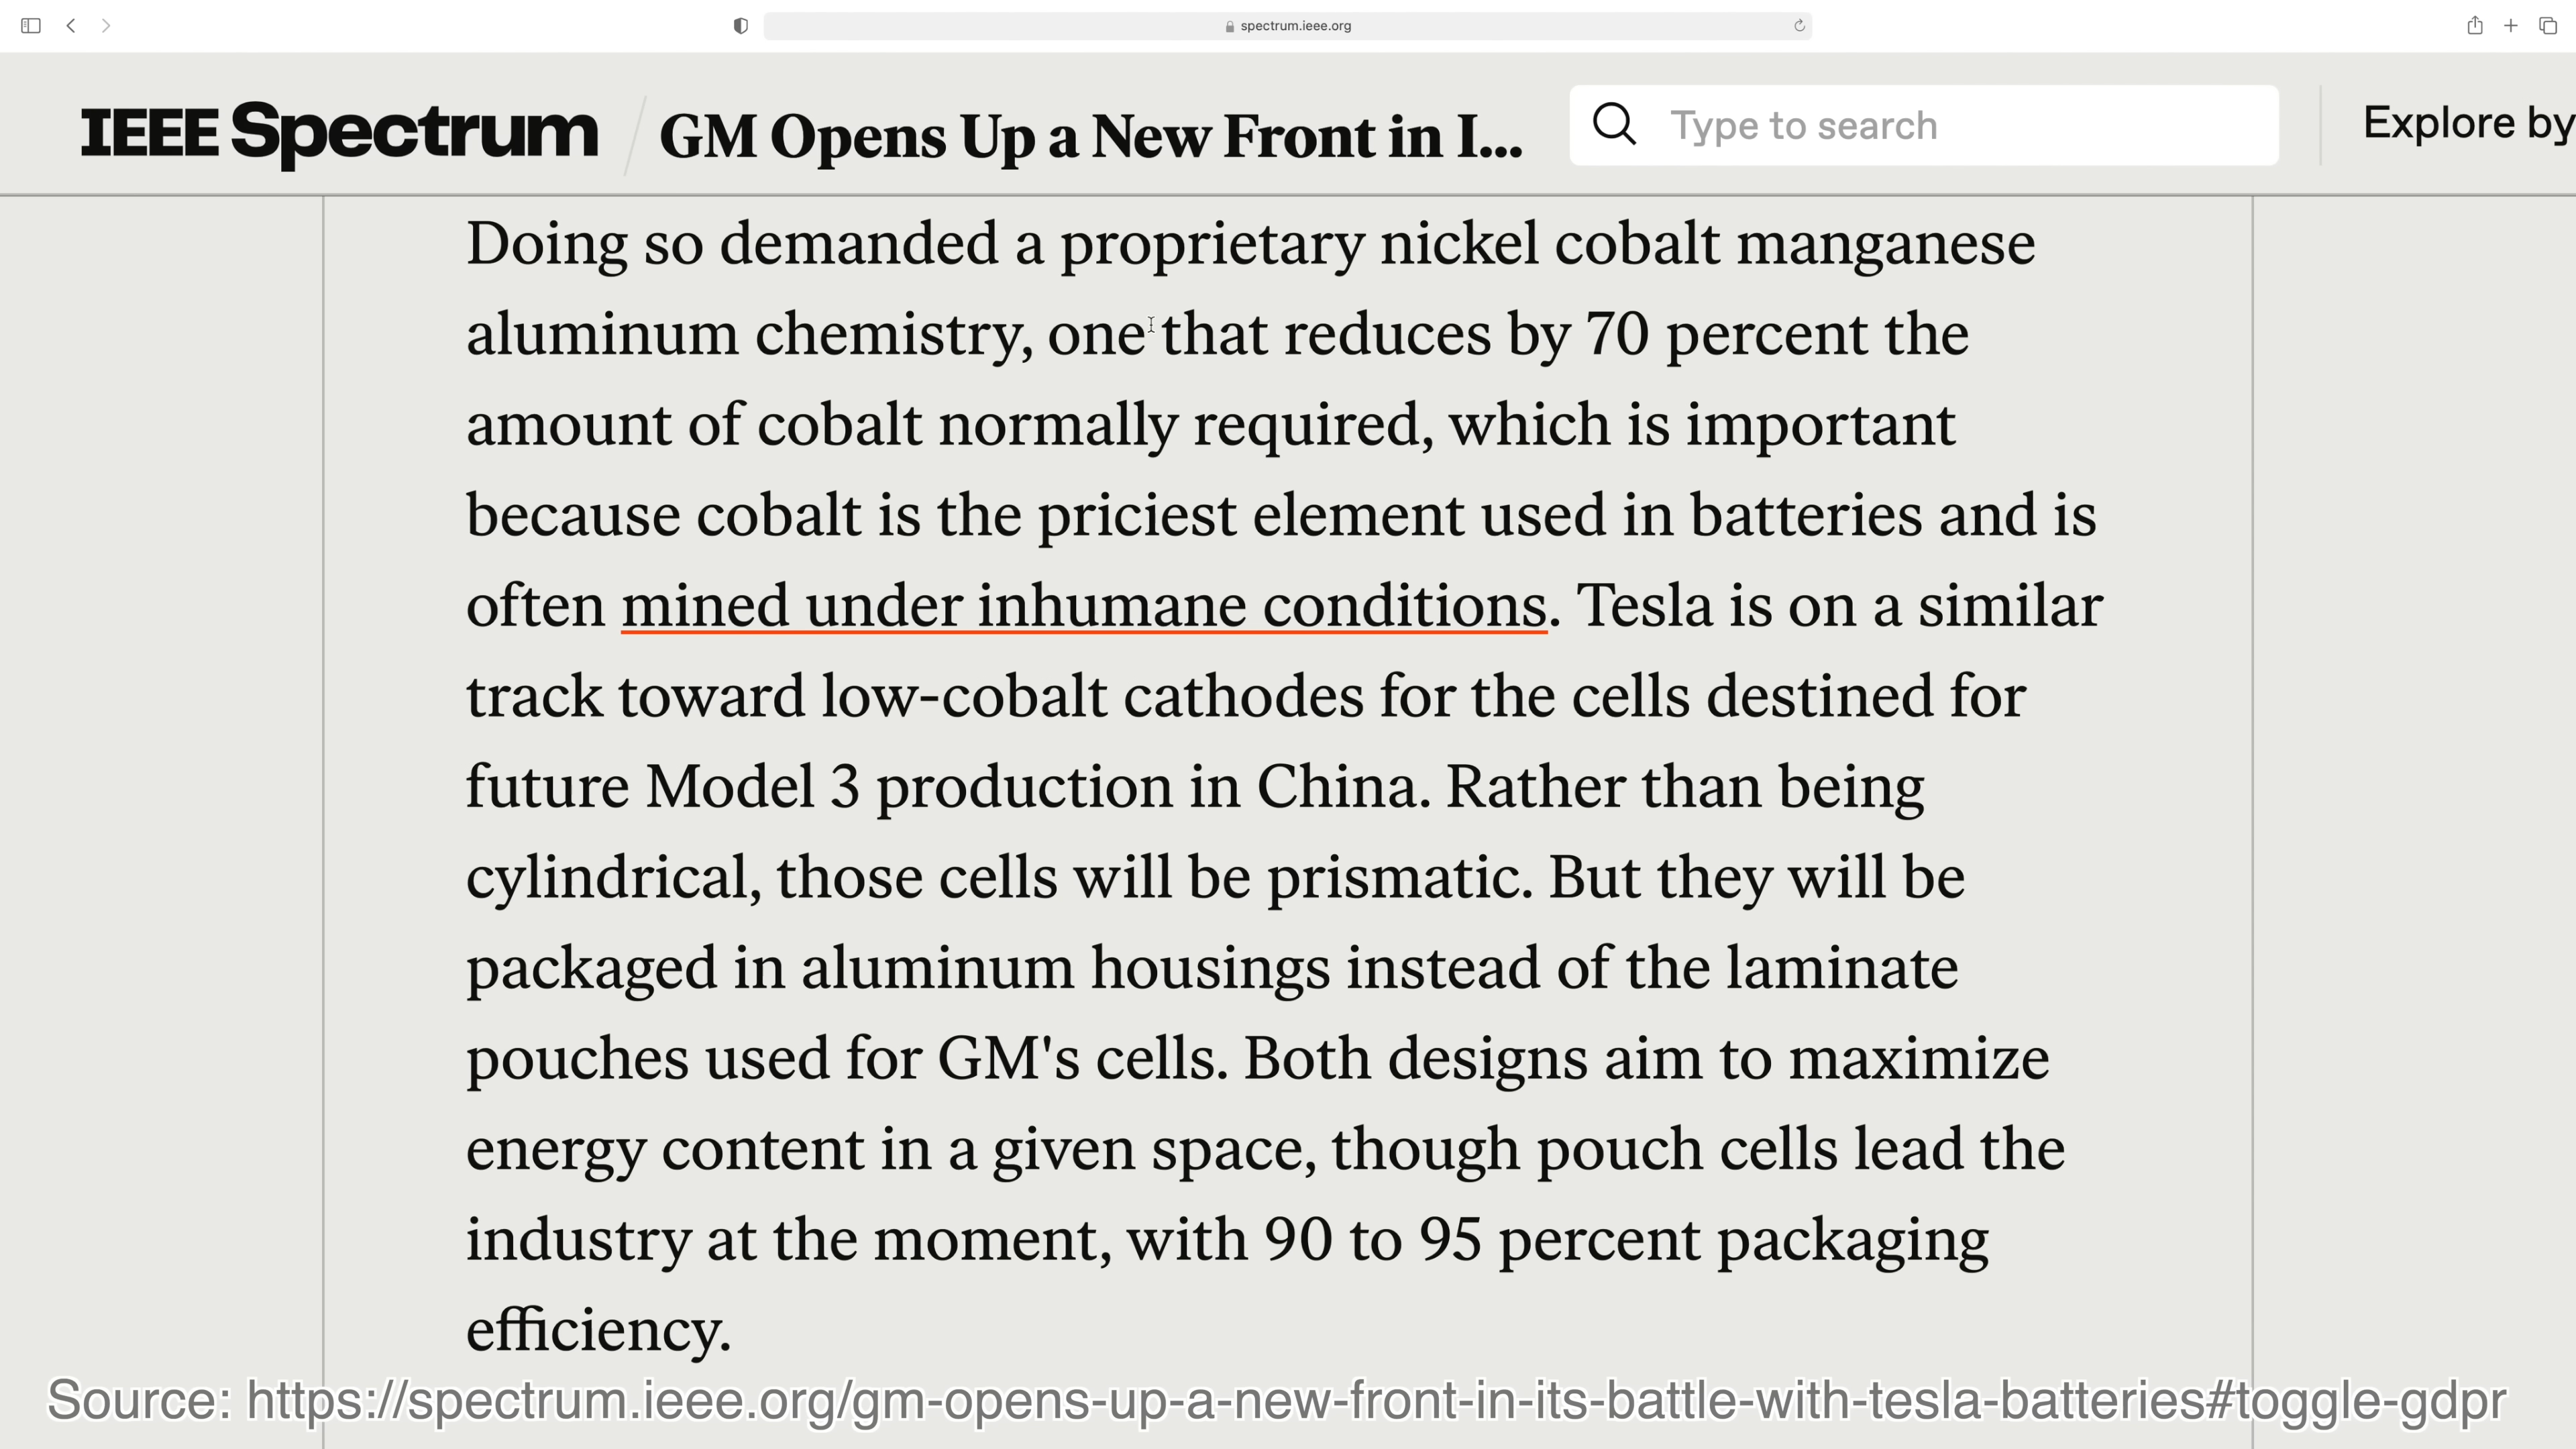 spectrum.ieee.org
IEEE Spectrum / GM Opens Up a New Front in I...
Type to search
Explore by
Doing so demanded a proprietary nickel cobalt manganese
aluminum chemistry, one that reduces by 70 percent the
amount of cobalt normally required, which is important
because cobalt is the priciest element used in batteries and is
often mined under inhumane conditions. Tesla is on a similar
track toward low-cobalt cathodes for the cells destined for
future Model 3 production in China. Rather than being
cylindrical, those cells will be prismatic. But they will be
packaged in aluminum housings instead of the laminate
pouches used for GM's cells. Both designs aim to maximize
energy content in a given space, though pouch cells lead the
industry at the moment, with 90 to 95 percent packaging
efficiency.
Source: https://spectrum.ieee.org/gm-opens-up-a-new-front-in-its-battle-with-tesla-batteries#toggle-gdpr